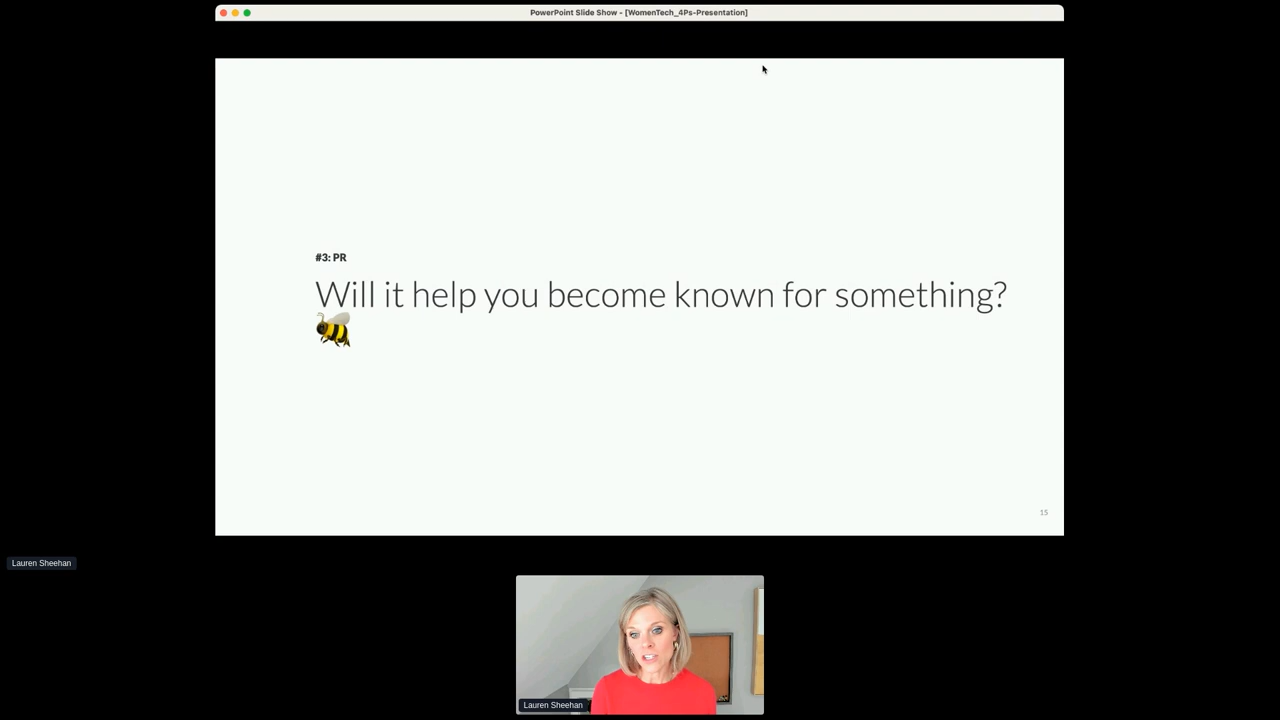 PowerPoint Slide Show - [WomenTech_4Ps-Presentation]
#3: PR
Will it help you become known for something?
15
Lauren Sheehan
Lauren Sheehan